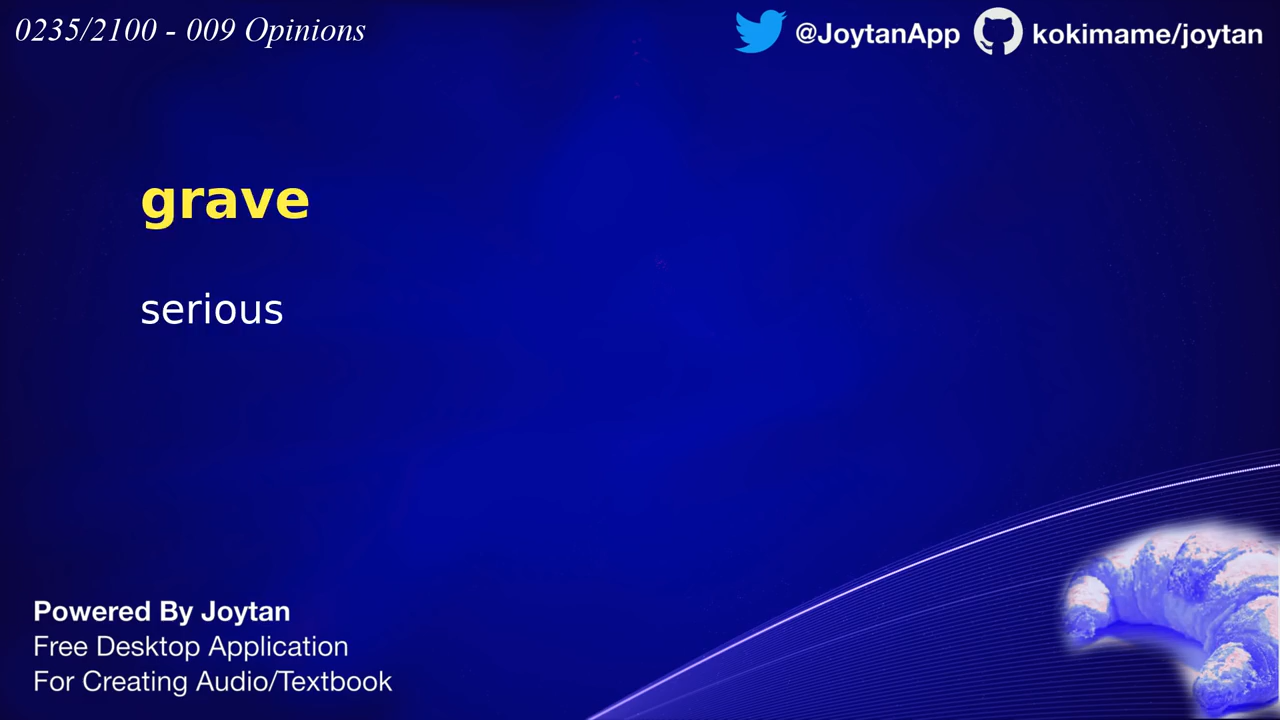 0235/2100 - 009 Opinions
@JoytanApp
kokimame/joytan
grave
serious
Powered By Joytan
Free Desktop Application
For Creating Audio/Textbook